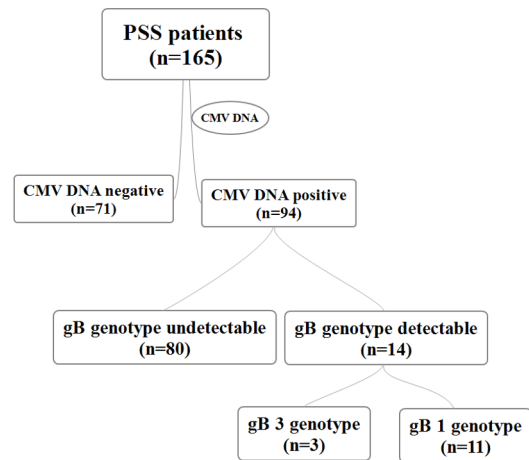 PSS patients
(n=165)
CMV DNA
CMV DNA negative
(n=71)
CMV DNA positive
(n=94)
gB genotype undetectable
(n=80)
gB genotype detectable
(n=14)
gB 3 genotype
(n=3)
gB 1 genotype
(n=11)